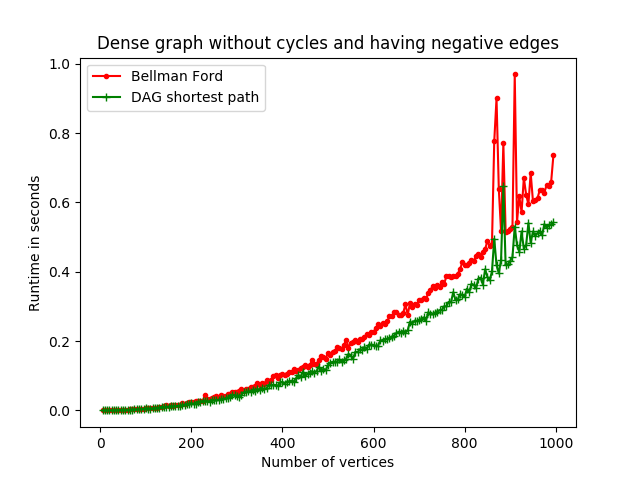 Dense graph without cycles and having negative edges
Bellman Ford
DAG shortest path
Runtime in seconds
1.0
0.8
0.6
0.4
0.2
0.0
0 200 400 600 800 1000
Number of vertices